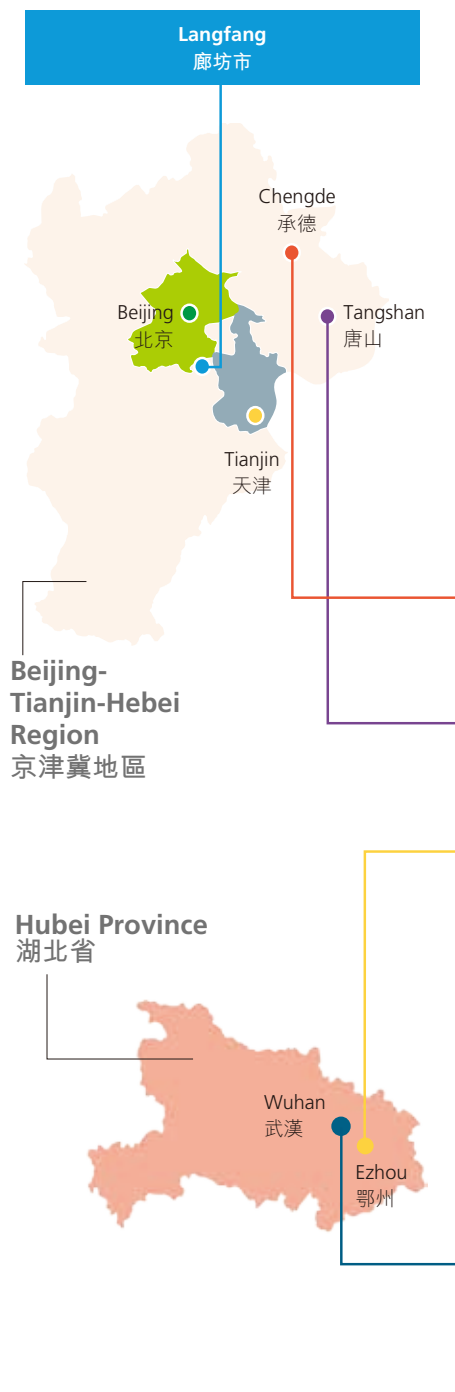 Langfang
廊坊市
Chengde
承德
Beijing
北京
Tangshan
唐山
Tianjin
天津
Beijing-
Tianjin-Hebei
Region
京津冀地區
Hubei Province
湖北省
Wuhan
武漢
Ezhou
鄂州